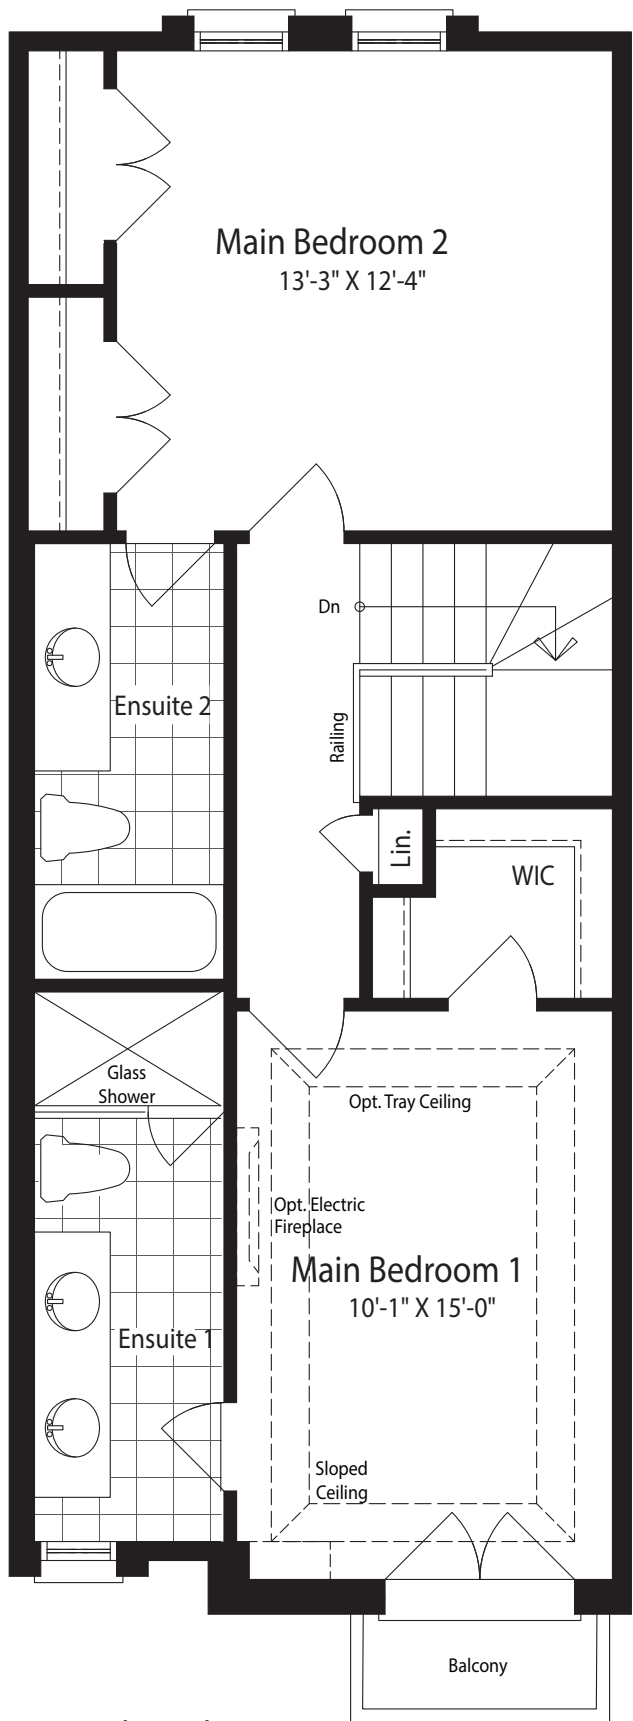 Main Bedroom 2
13'-3" X 12'-4"
Dn
Ensuite 2
Railing
Lin.
WIC
Glass
Shower
Opt. Tray Ceiling
Opt. Electric
Fireplace
Main Bedroom 1
10'-1" X 15'-0"
Ensuite 1
Sloped
Ceiling
Balcony